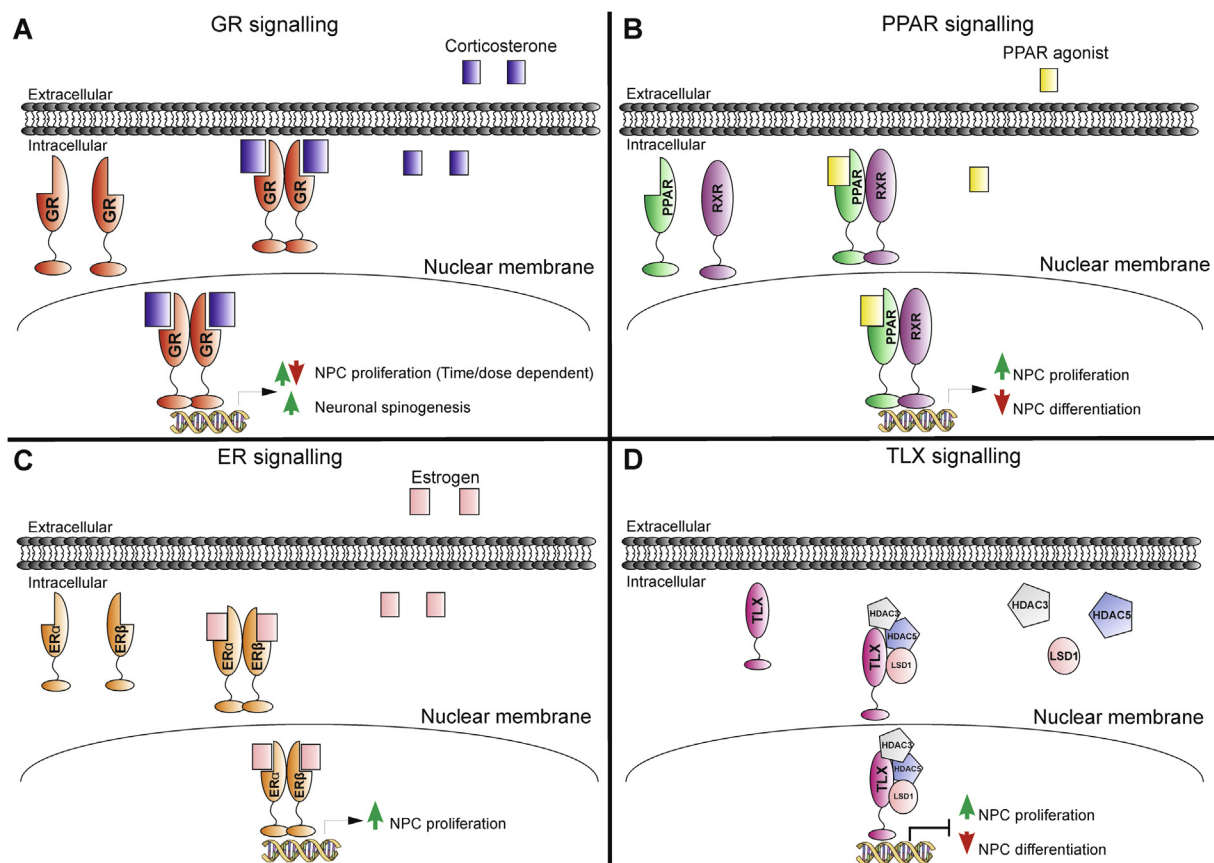 A
GR signalling
Corticosterone
Extracellular
Intracellular
GR
GR
GR
GR
Nuclear membrane
GR
GR
NPC proliferation (Time/dose dependent)
Neuronal spinogenesis
B
PPAR signalling
PPAR agonist
Extracellular
Intracellular
PPAR
RXR
PPAR
RXR
Nuclear membrane
PPAR
RXR
NPC proliferation
NPC differentiation
C
ER signalling
Estrogen
Extracellular
Intracellular
ERα
ERβ
ERα
ERβ
Nuclear membrane
ERα
ERβ
NPC proliferation
D
TLX signalling
Extracellular
Intracellular
TLX
HDAC3
HDAC5
TLX
LSD1
HDAC3
HDAC5
LSD1
Nuclear membrane
HDAC3
TLX
HDAC5
LSD1
NPC proliferation
NPC differentiation